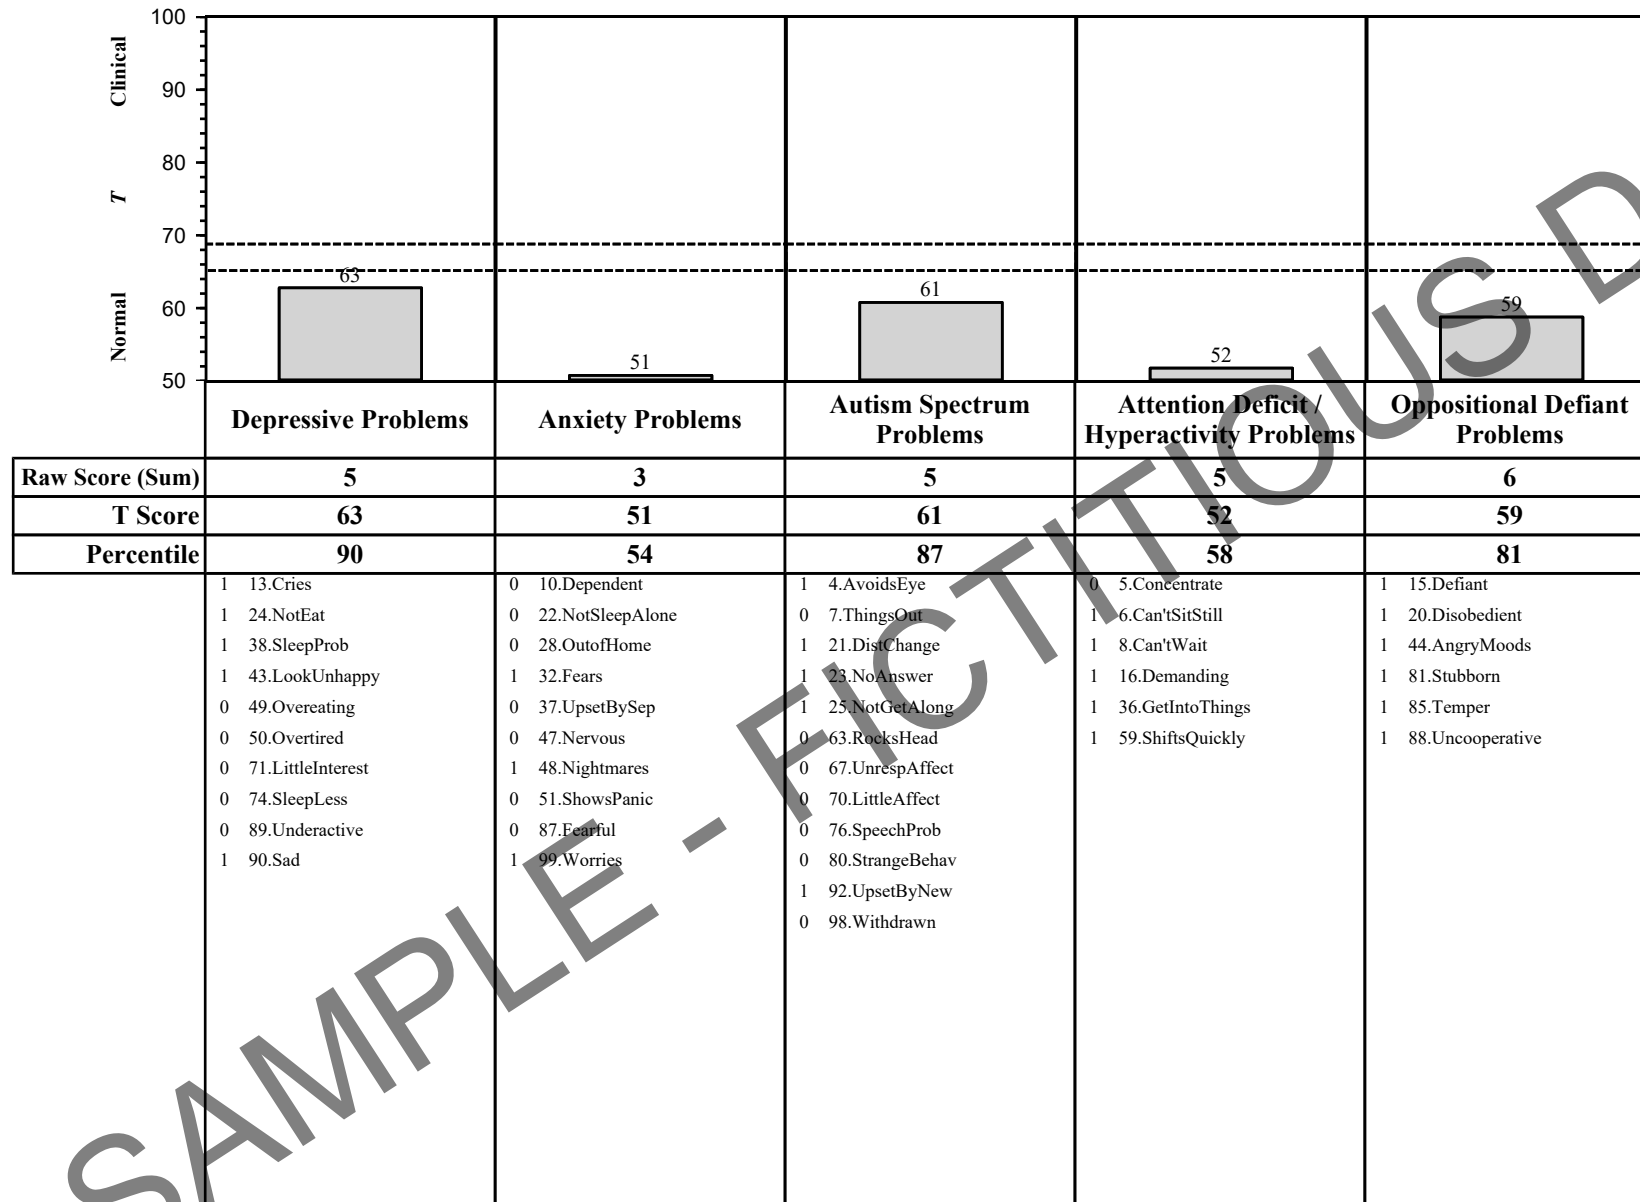 100
90
80
70
60
50
Clinical
T
Normal
63
51
61
52
59
Depressive Problems
Anxiety Problems
Autism Spectrum
Problems
Attention Deficit /
Hyperactivity Problems
Oppositional Defiant
Problems
Raw Score (Sum) 5 3 5 5 6
T Score 63 51 61 52 59
Percentile 90 54 87 58 81
1 13.Cries
1 24.NotEat
1 38.SleepProb
1 43.LookUnhappy
0 49.Overeating
0 50.Overtired
0 71.LittleInterest
0 74.SleepLess
0 89.Underactive
1 90.Sad
0 10.Dependent
0 22.NotSleepAlone
0 28.OutofHome
1 32.Fears
0 37.UpsetBySep
0 47.Nervous
1 48.Nightmares
0 51.ShowsPanic
0 87.Fearful
1 99.Worries
1 4.AvoidsEye
0 7.ThingsOut
1 21.DistChange
1 23.NoAnswer
1 25.NotGetAlong
0 63.RocksHead
0 67.UnrespAffect
0 70.LittleAffect
0 76.SpeechProb
0 80.StrangeBehav
1 92.UpsetByNew
0 98.Withdrawn
0 5.Concentrate
1 6.Can'tSitStill
1 8.Can'tWait
1 16.Demanding
1 36.GetIntoThings
1 59.ShiftsQuickly
1 15.Defiant
1 20.Disobedient
1 44.AngryMoods
1 81.Stubborn
1 85.Temper
1 88.Uncooperative
SAMPLE - FICTITIOUS D